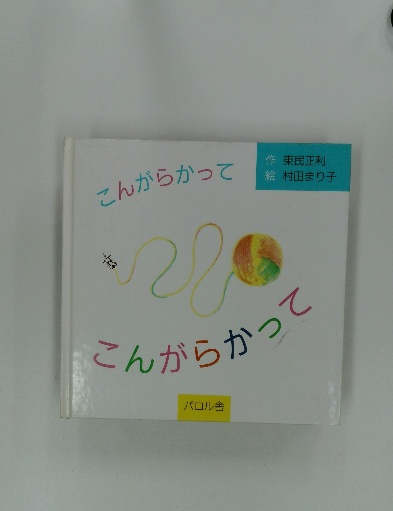 こんがらかって
作 東民正利
絵 村田まり子
こんがらかって
パロル舎